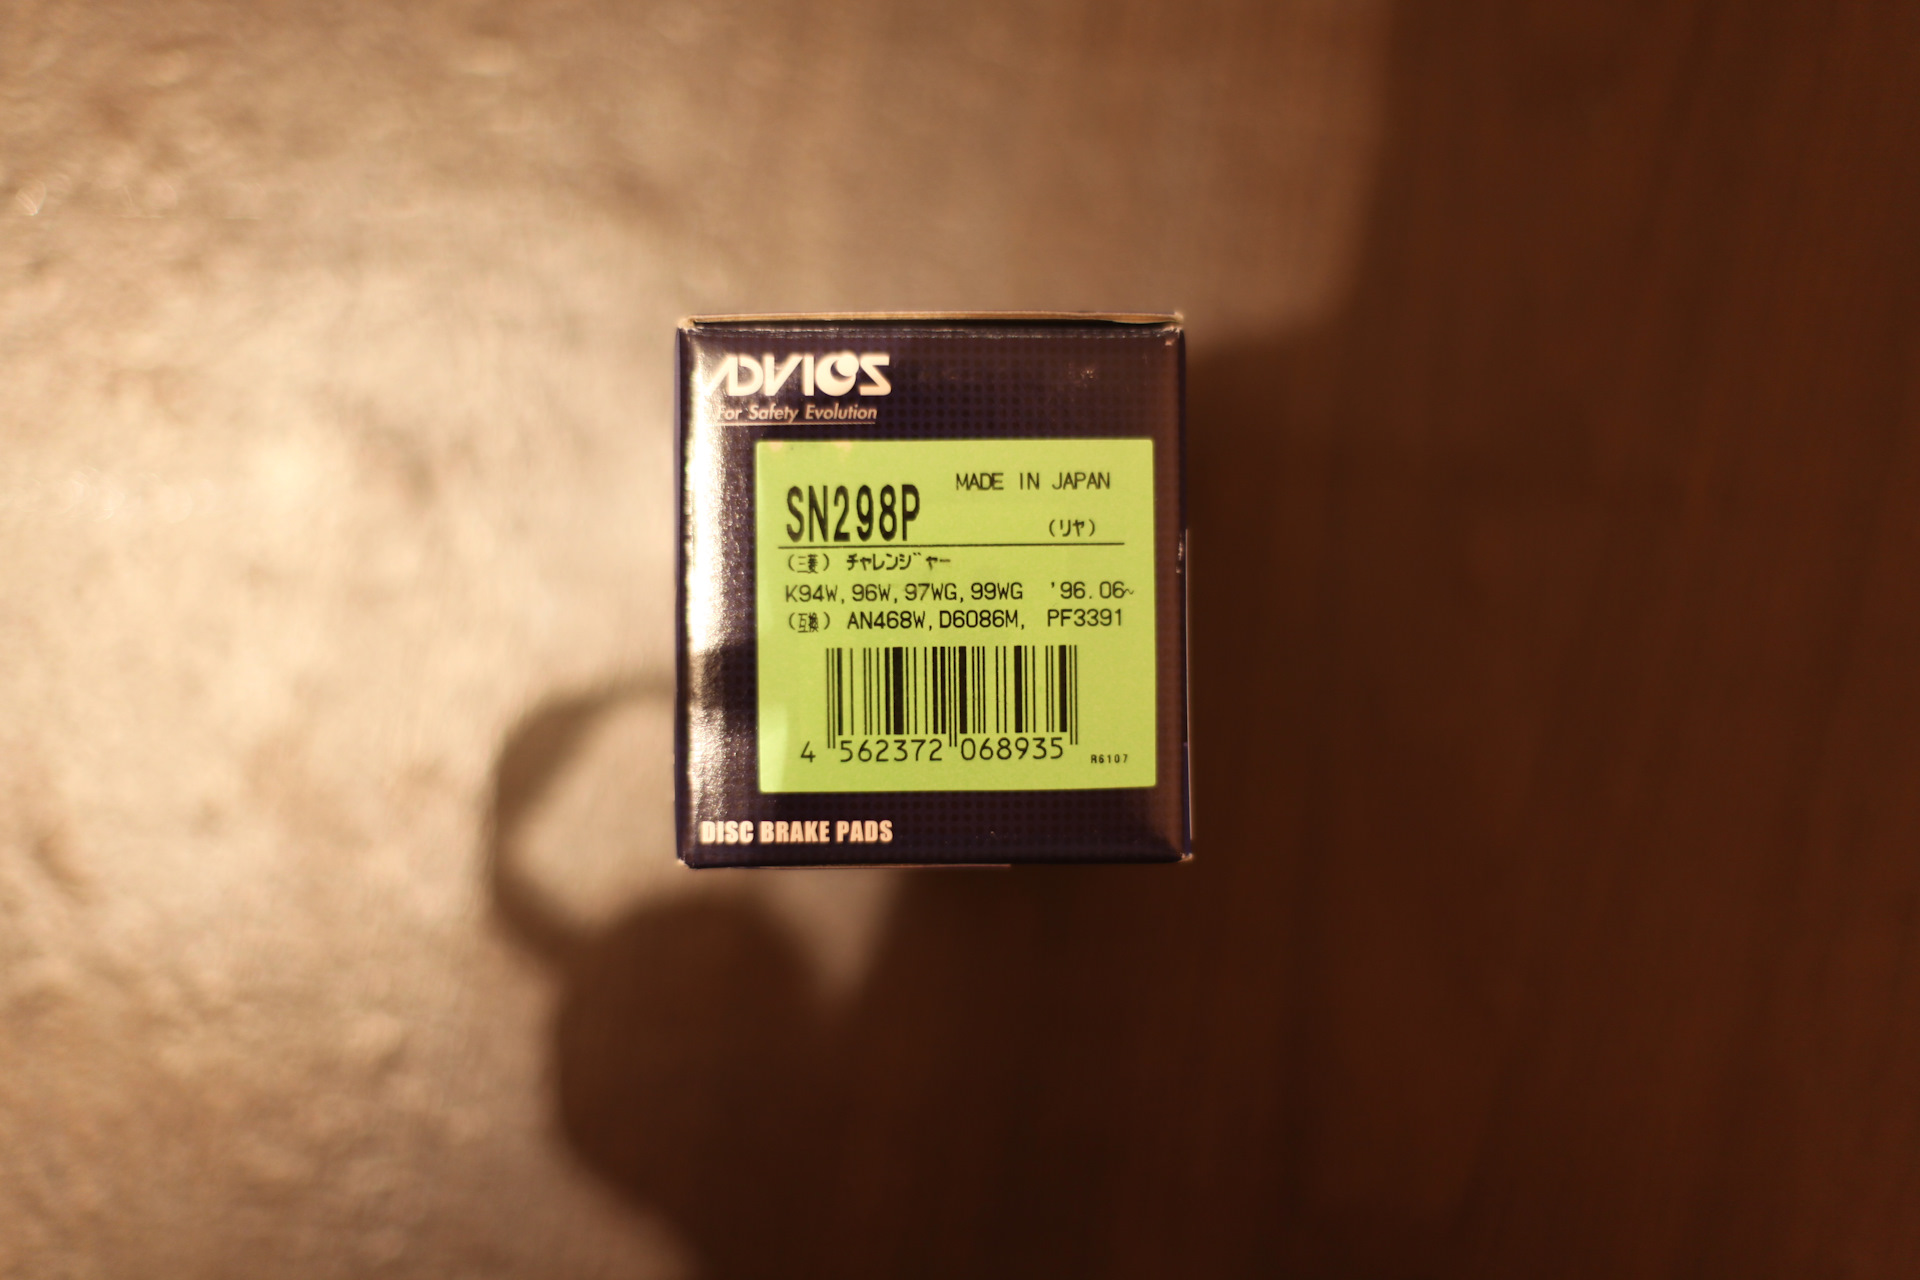 ADVICS
For Safety Evolution
MADE IN JAPAN
SN298P
(リヤ)
(三菱) チャレンジャー
K94W, 96W, 97WG, 99WG '96.06~
(互換) AN468W, D6086M, PF3391
4 562372 068935
R6107
DISC BRAKE PADS